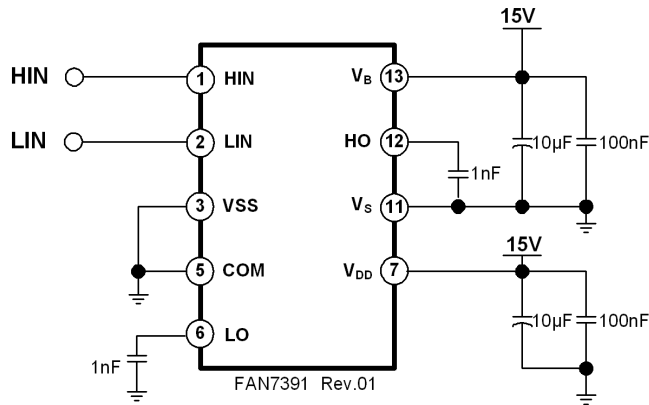 15V
HIN
1
HIN
V_B
13
LIN
2
LIN
HO
12
10µF
100nF
1nF
3
VSS
V_S
11
15V
5
COM
V_DD
7
6
LO
10µF
100nF
1nF
FAN7391 Rev.01